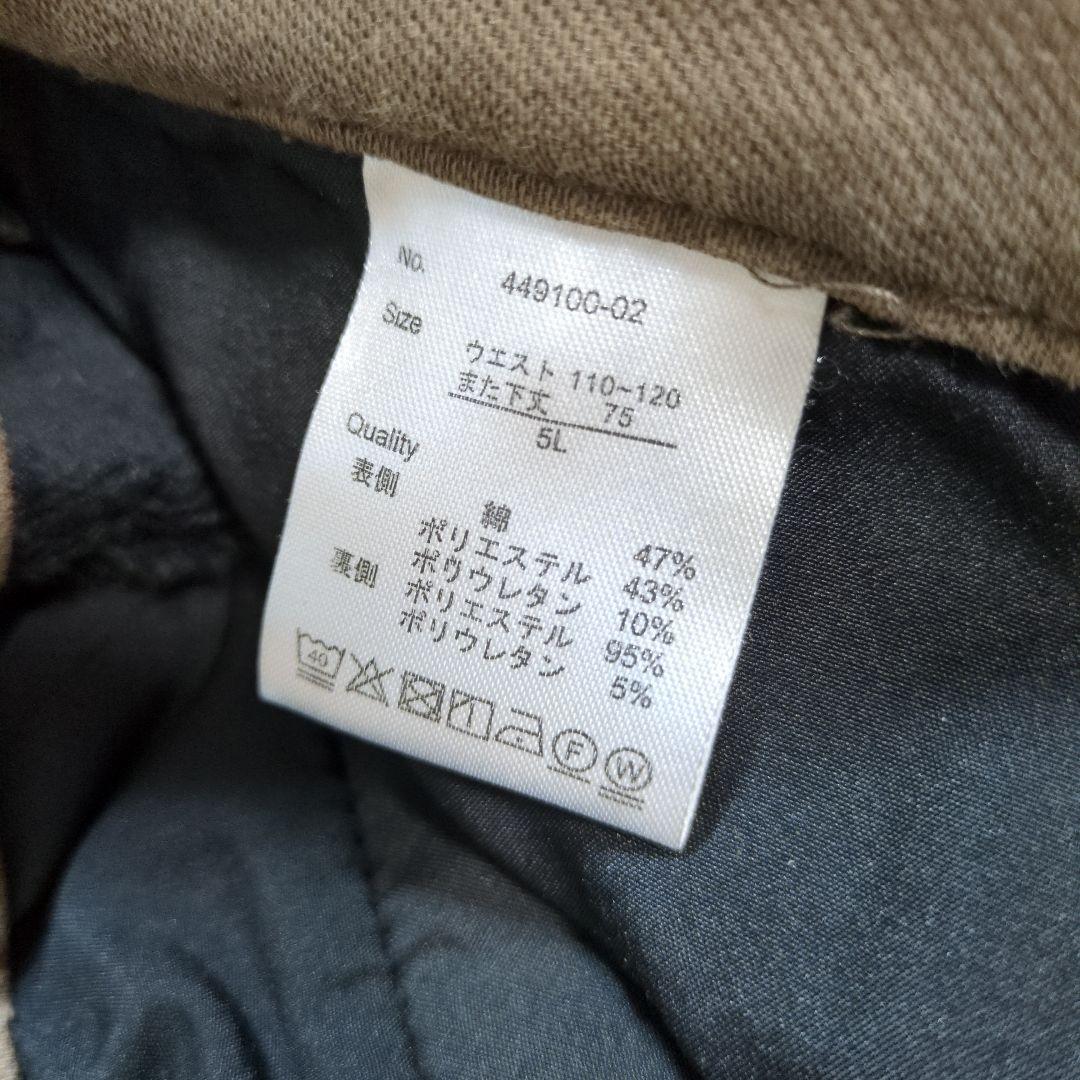 No. 449100-02
Size ウエスト 110~120
また下丈 75
5L
Quality
表側 綿 47%
ポリエステル 43%
ポリウレタン 10%
裏側 ポリエステル 95%
ポリウレタン 5%
40 F W